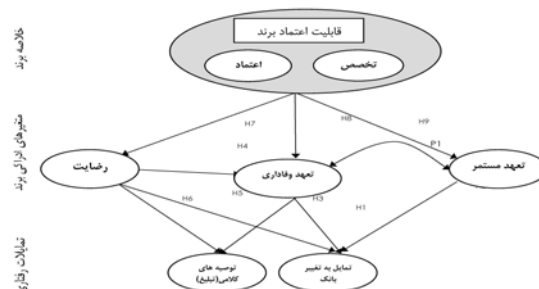 قابلیت اعتماد برند
اعتماد
تخصص
خلاصه برند
H7
H8
H9
H4
P1
متغیرهای ادراکی برند
رضایت
تعهد وفاداری
تعهد مستمر
H6
H5
H3
H1
تمایلات رفتاری
توصیه های
کلامی(تبلیغ)
تمایل به تغییر
بانک